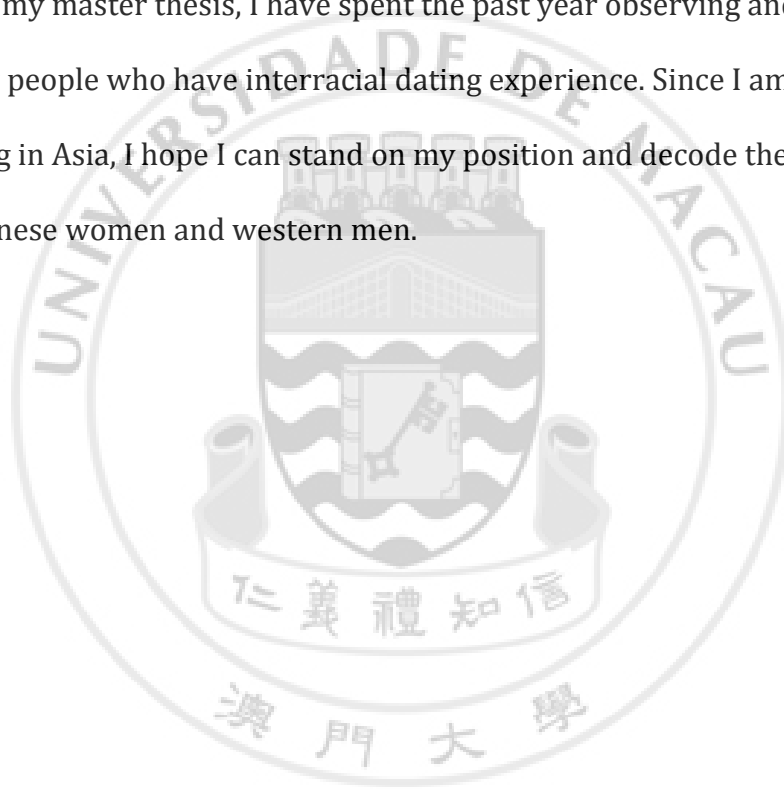 my master thesis, I have spent the past year observing and
people who have interracial dating experience. Since I am
g in Asia, I hope I can stand on my position and decode the
nese women and western men.
UNIVERSIDADE DE MACAU
仁義禮知信
澳門大學